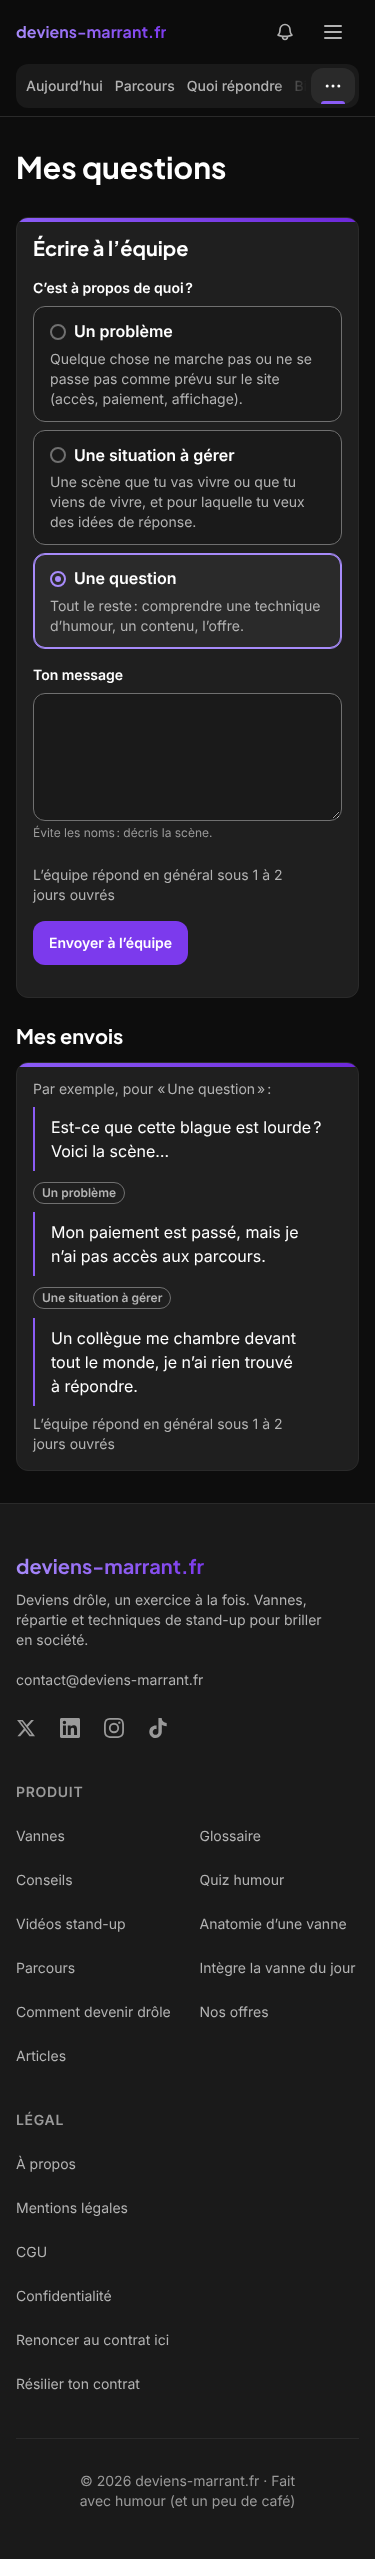 deviens-marrant.fr
Aujourd’hui Parcours Quoi répondre
Mes questions
Écrire à l’équipe
C’est à propos de quoi ?
Un problème
Quelque chose ne marche pas ou ne se
passe pas comme prévu sur le site
(accès, paiement, affichage).
Une situation à gérer
Une scène que tu vas vivre ou que tu
viens de vivre, et pour laquelle tu veux
des idées de réponse.
Une question
Tout le reste : comprendre une technique
d’humour, un contenu, l’offre.
Ton message
Évite les noms : décris la scène.
L’équipe répond en général sous 1 à 2
jours ouvrés
Envoyer à l’équipe
Mes envois
Par exemple, pour « Une question » :
Est-ce que cette blague est lourde ?
Voici la scène…
Un problème
Mon paiement est passé, mais je
n’ai pas accès aux parcours.
Une situation à gérer
Un collègue me chambre devant
tout le monde, je n’ai rien trouvé
à répondre.
L’équipe répond en général sous 1 à 2
jours ouvrés
deviens-marrant.fr
Deviens drôle, un exercice à la fois. Vannes,
répartie et techniques de stand-up pour briller
en société.
contact@deviens-marrant.fr
PRODUIT
Vannes
Glossaire
Conseils
Quiz humour
Vidéos stand-up
Anatomie d’une vanne
Parcours
Intègre la vanne du jour
Comment devenir drôle
Nos offres
Articles
LÉGAL
À propos
Mentions légales
CGU
Confidentialité
Renoncer au contrat ici
Résilier ton contrat
© 2026 deviens-marrant.fr · Fait
avec humour (et un peu de café)